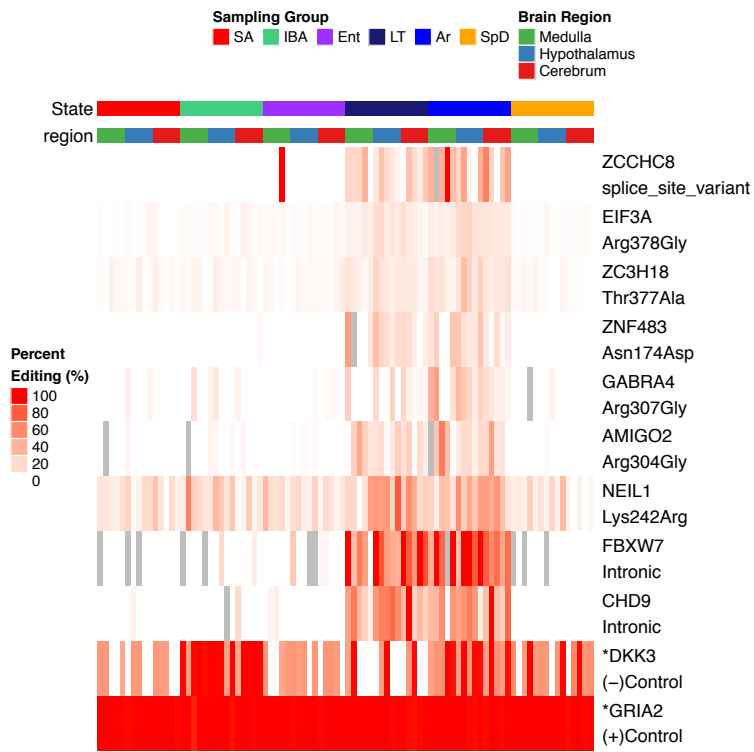 Sampling Group
SA IBA Ent LT Ar SpD
Brain Region
Medulla
Hypothalamus
Cerebrum
State
region
ZCCHC8
splice_site_variant
EIF3A
Arg378Gly
ZC3H18
Thr377Ala
ZNF483
Asn174Asp
Percent
Editing (%)
100
80
60
40
20
0
GABRA4
Arg307Gly
AMIGO2
Arg304Gly
NEIL1
Lys242Arg
FBXW7
Intronic
CHD9
Intronic
*DKK3
(−)Control
*GRIA2
(+)Control